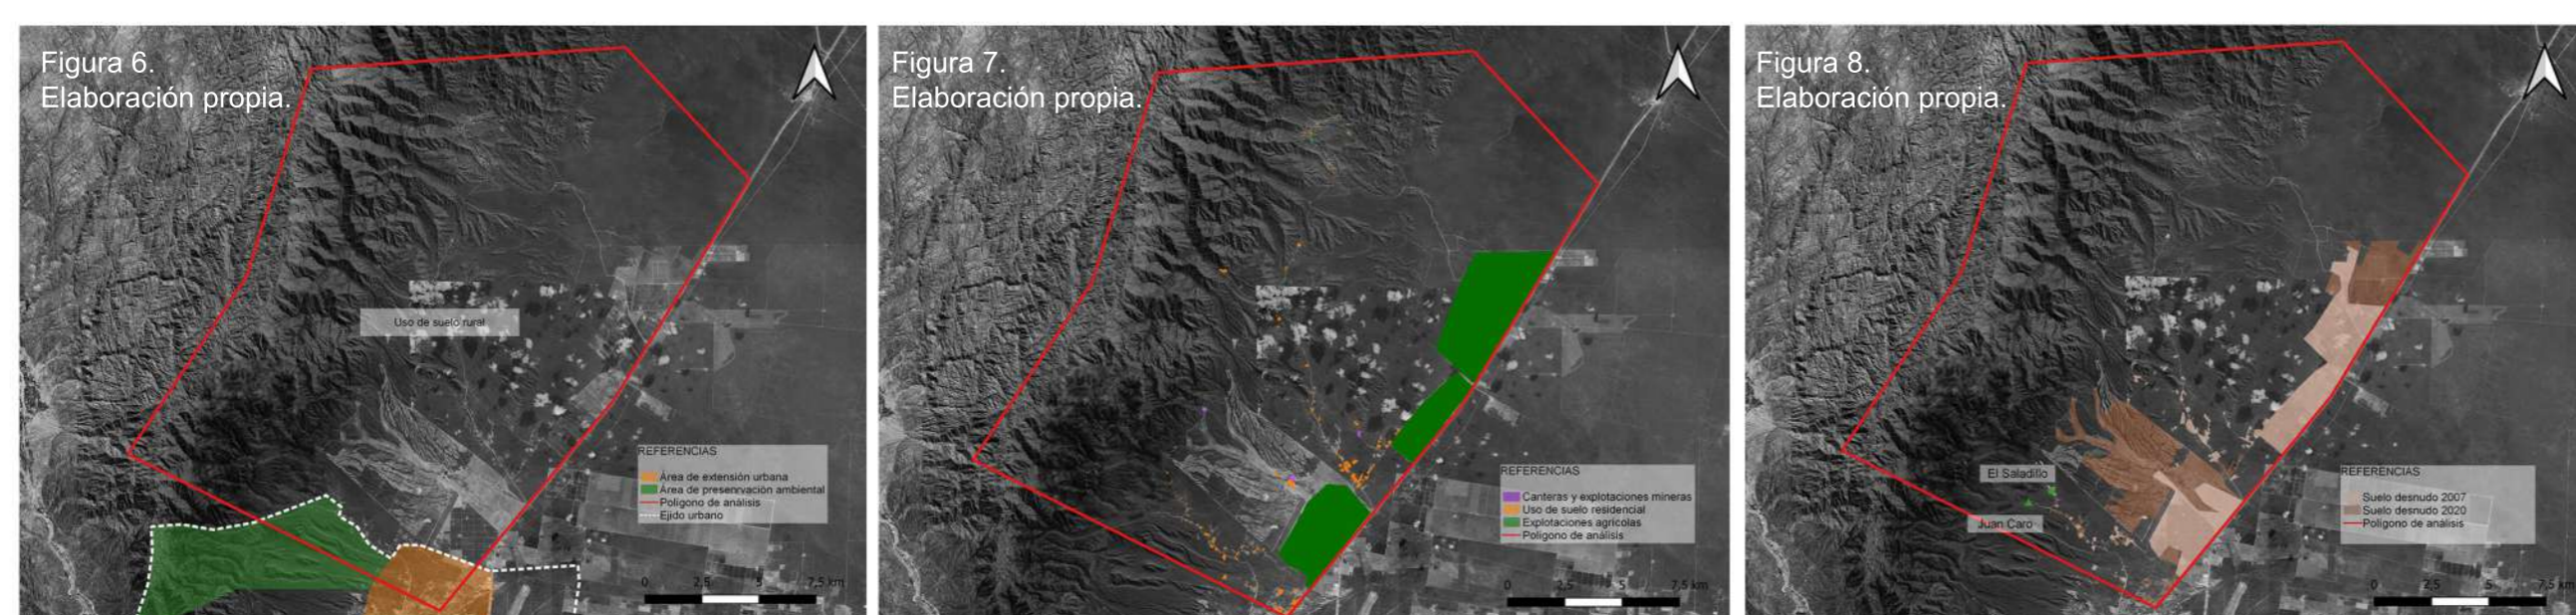 Figura 6.
Elaboración propia.
Uso de suelo rural
REFERENCIAS
Área de extensión urbana
Área de presenrvación ambiental
Polígono de análisis
Ejido urbano
0 2,5 5 7,5 km
Figura 7.
Elaboración propia.
REFERENCIAS
Canteras y explotaciones mineras
Uso de suelo residencial
Explotaciones agrícolas
Polígono de análisis
0 2,5 5 7,5 km
Figura 8.
Elaboración propia.
El Saladillo
Juan Caro
REFERENCIAS
Suelo desnudo 2007
Suelo desnudo 2020
Polígono de análisis
0 2,5 5 7,5 km